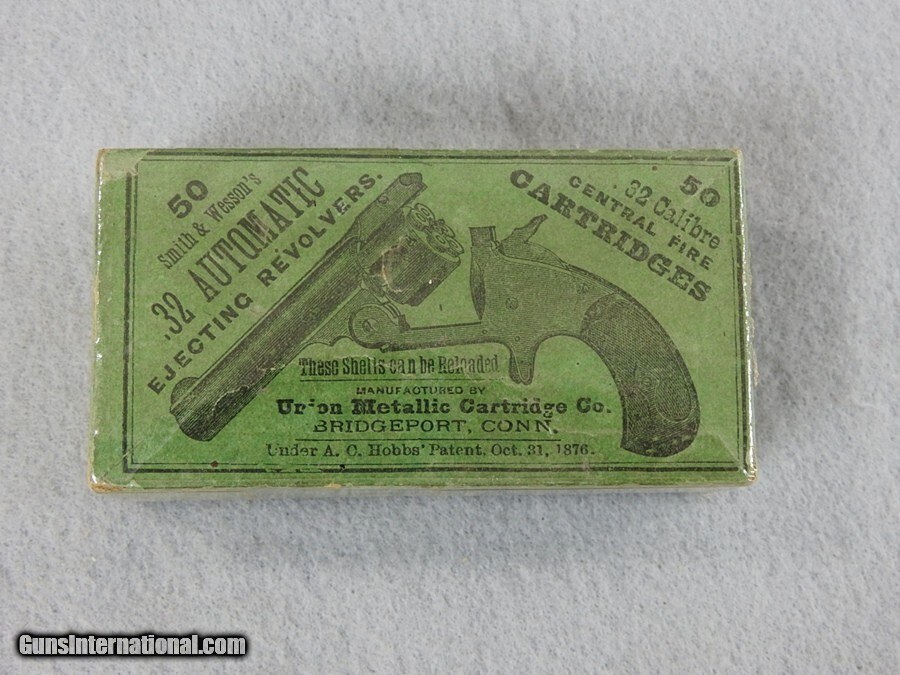 50
Smith & Wesson's
.32 AUTOMATIC
EJECTING REVOLVERS.
50
.32 Calibre
CENTRAL FIRE
CARTRIDGES
These Shells can be Reloaded
MANUFACTURED BY
Union Metallic Cartridge Co.
BRIDGEPORT, CONN.
Under A. C. Hobbs' Patent, Oct. 31, 1876.
GunsInternational.com